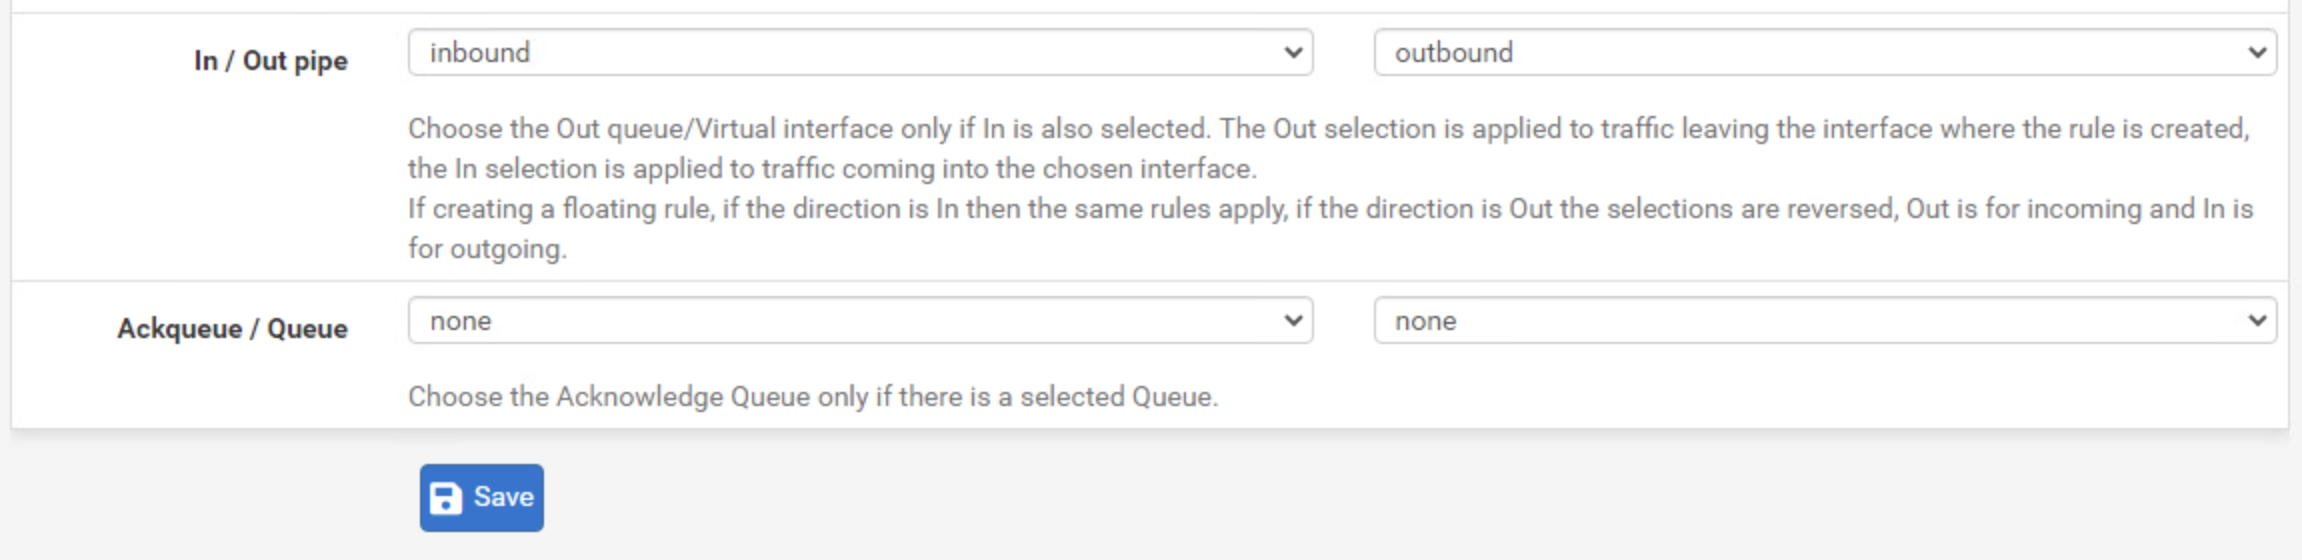 In / Out pipe
inbound
outbound
Choose the Out queue/Virtual interface only if In is also selected. The Out selection is applied to traffic leaving the interface where the rule is created,
the In selection is applied to traffic coming into the chosen interface.
If creating a floating rule, if the direction is In then the same rules apply, if the direction is Out the selections are reversed, Out is for incoming and In is
for outgoing.
Ackqueue / Queue
none
none
Choose the Acknowledge Queue only if there is a selected Queue.
Save